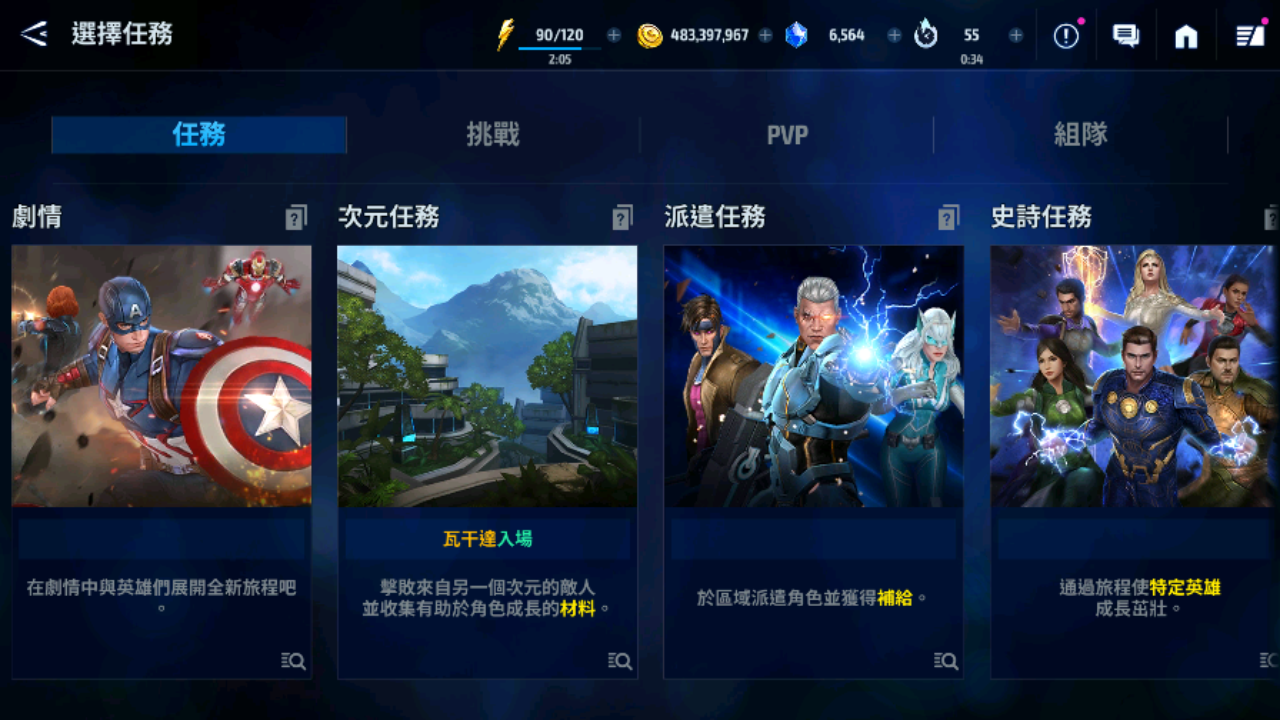 選擇任務
90/120
2:05
483,397,967
6,564
55
0:34
任務
挑戰
PVP
組隊
劇情
次元任務
派遣任務
史詩任務
瓦干達入場
在劇情中與英雄們展開全新旅程吧
。
擊敗來自另一個次元的敵人
並收集有助於角色成長的材料。
於區域派遣角色並獲得補給。
通過旅程使特定英雄
成長茁壯。